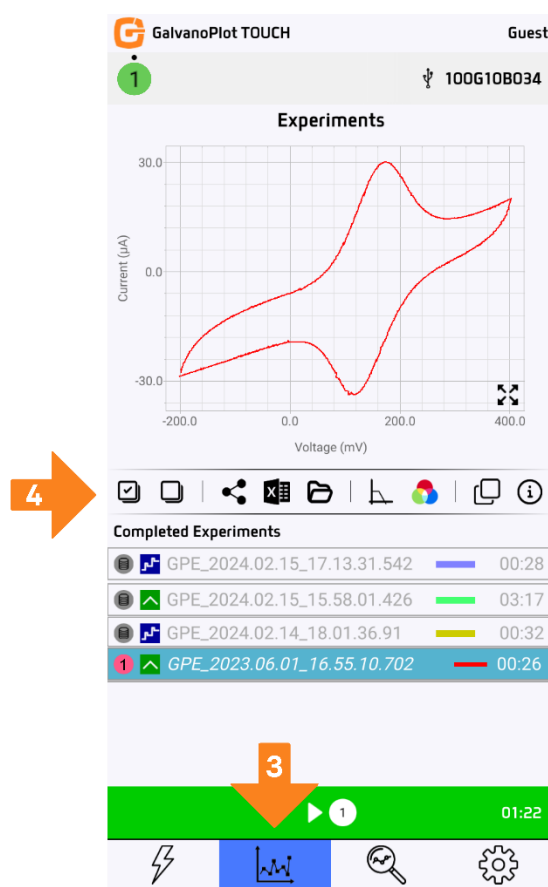 GalvanoPlot TOUCH Guest
1 100G10B034
Experiments
30.0
0.0
-30.0
Current (μA)
-200.0 0.0 200.0 400.0
Voltage (mV)
4
X
i
Completed Experiments
GPE_2024.02.15_17.13.31.542 00:28
GPE_2024.02.15_15.58.01.426 03:17
GPE_2024.02.14_18.01.36.91 00:32
1 GPE_2023.06.01_16.55.10.702 00:26
3
1 01:22